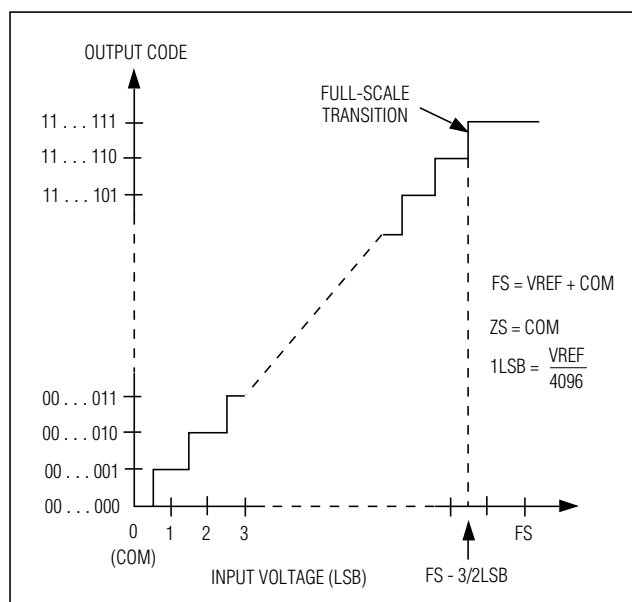 OUTPUT CODE
FULL-SCALE
TRANSITION
11 . . . 111
11 . . . 110
11 . . . 101
FS = VREF + COM
ZS = COM
1LSB = VREF
4096
00 . . . 011
00 . . . 010
00 . . . 001
00 . . . 000
0 1 2 3 FS
(COM)
INPUT VOLTAGE (LSB) FS - 3/2LSB